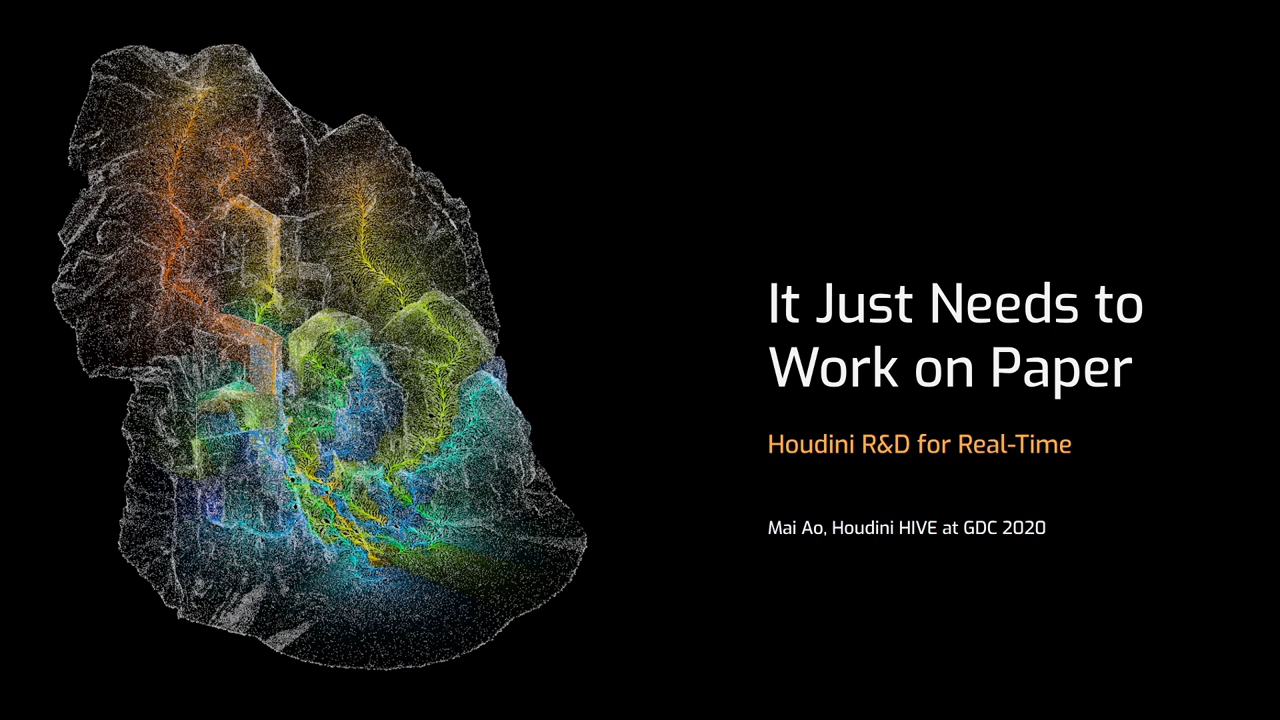 It Just Needs to
Work on Paper
Houdini R&D for Real-Time
Mai Ao, Houdini HIVE at GDC 2020